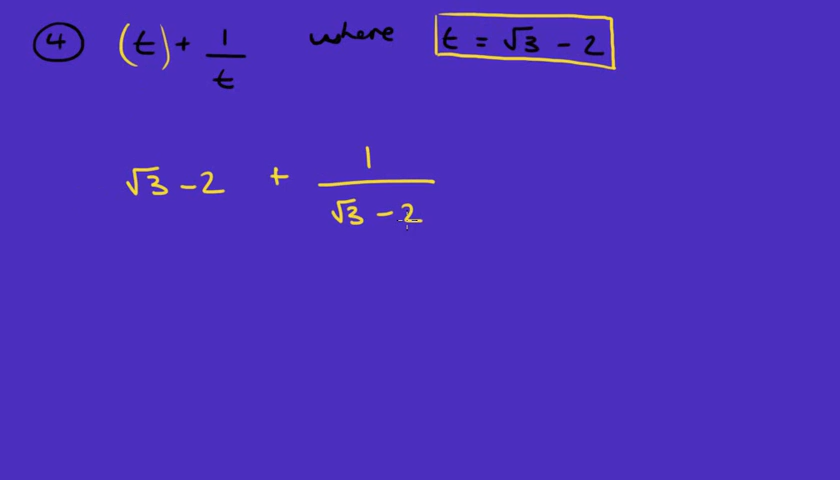 ④ (t) + 1/t where t = √3 - 2
√3 - 2 + 1/(√3 - 2)